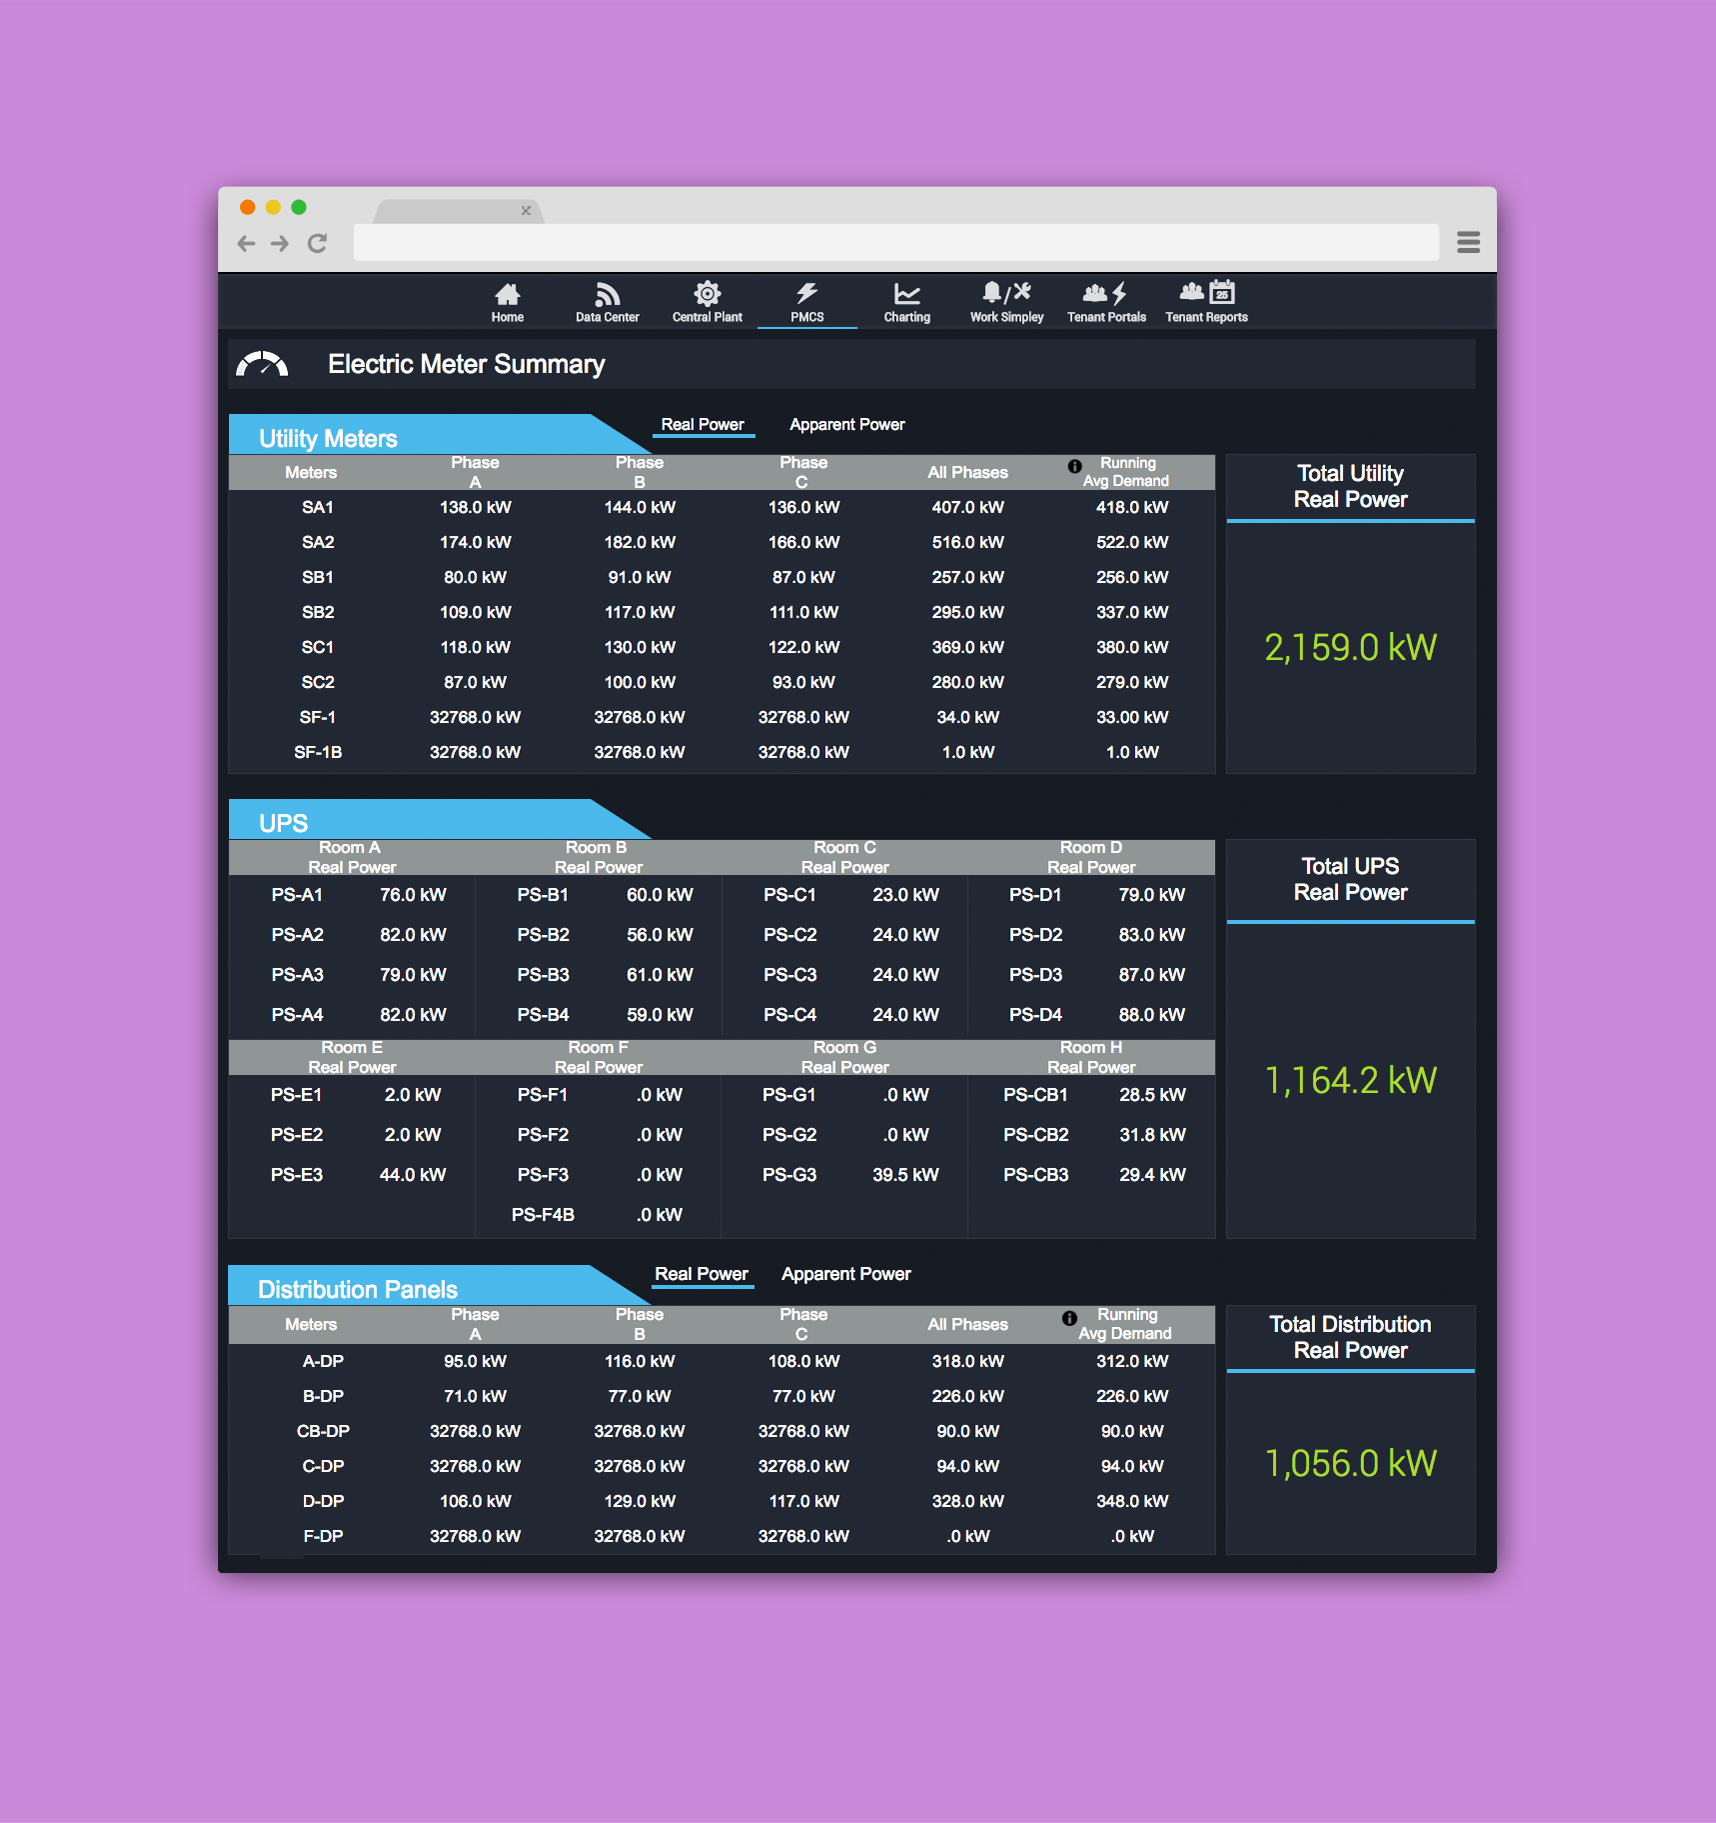 Home Data Center Central Plant PMCS Charting Work Simpley Tenant Portals 25 Tenant Reports
Electric Meter Summary
Utility Meters Real Power Apparent Power
Meters Phase A Phase B Phase C All Phases Running Avg Demand
SA1 138.0 kW 144.0 kW 136.0 kW 407.0 kW 418.0 kW
SA2 174.0 kW 182.0 kW 166.0 kW 516.0 kW 522.0 kW
SB1 80.0 kW 91.0 kW 87.0 kW 257.0 kW 256.0 kW
SB2 109.0 kW 117.0 kW 111.0 kW 295.0 kW 337.0 kW
SC1 118.0 kW 130.0 kW 122.0 kW 369.0 kW 380.0 kW
SC2 87.0 kW 100.0 kW 93.0 kW 280.0 kW 279.0 kW
SF-1 32768.0 kW 32768.0 kW 32768.0 kW 34.0 kW 33.00 kW
SF-1B 32768.0 kW 32768.0 kW 32768.0 kW 1.0 kW 1.0 kW
Total Utility
Real Power
2,159.0 kW
UPS
Room A Real Power Room B Real Power Room C Real Power Room D Real Power
PS-A1 76.0 kW PS-B1 60.0 kW PS-C1 23.0 kW PS-D1 79.0 kW
PS-A2 82.0 kW PS-B2 56.0 kW PS-C2 24.0 kW PS-D2 83.0 kW
PS-A3 79.0 kW PS-B3 61.0 kW PS-C3 24.0 kW PS-D3 87.0 kW
PS-A4 82.0 kW PS-B4 59.0 kW PS-C4 24.0 kW PS-D4 88.0 kW
Room E Real Power Room F Real Power Room G Real Power Room H Real Power
PS-E1 2.0 kW PS-F1 .0 kW PS-G1 .0 kW PS-CB1 28.5 kW
PS-E2 2.0 kW PS-F2 .0 kW PS-G2 .0 kW PS-CB2 31.8 kW
PS-E3 44.0 kW PS-F3 .0 kW PS-G3 39.5 kW PS-CB3 29.4 kW
PS-F4B .0 kW
Total UPS
Real Power
1,164.2 kW
Distribution Panels Real Power Apparent Power
Meters Phase A Phase B Phase C All Phases Running Avg Demand
A-DP 95.0 kW 116.0 kW 108.0 kW 318.0 kW 312.0 kW
B-DP 71.0 kW 77.0 kW 77.0 kW 226.0 kW 226.0 kW
CB-DP 32768.0 kW 32768.0 kW 32768.0 kW 90.0 kW 90.0 kW
C-DP 32768.0 kW 32768.0 kW 32768.0 kW 94.0 kW 94.0 kW
D-DP 106.0 kW 129.0 kW 117.0 kW 328.0 kW 348.0 kW
F-DP 32768.0 kW 32768.0 kW 32768.0 kW .0 kW .0 kW
Total Distribution
Real Power
1,056.0 kW